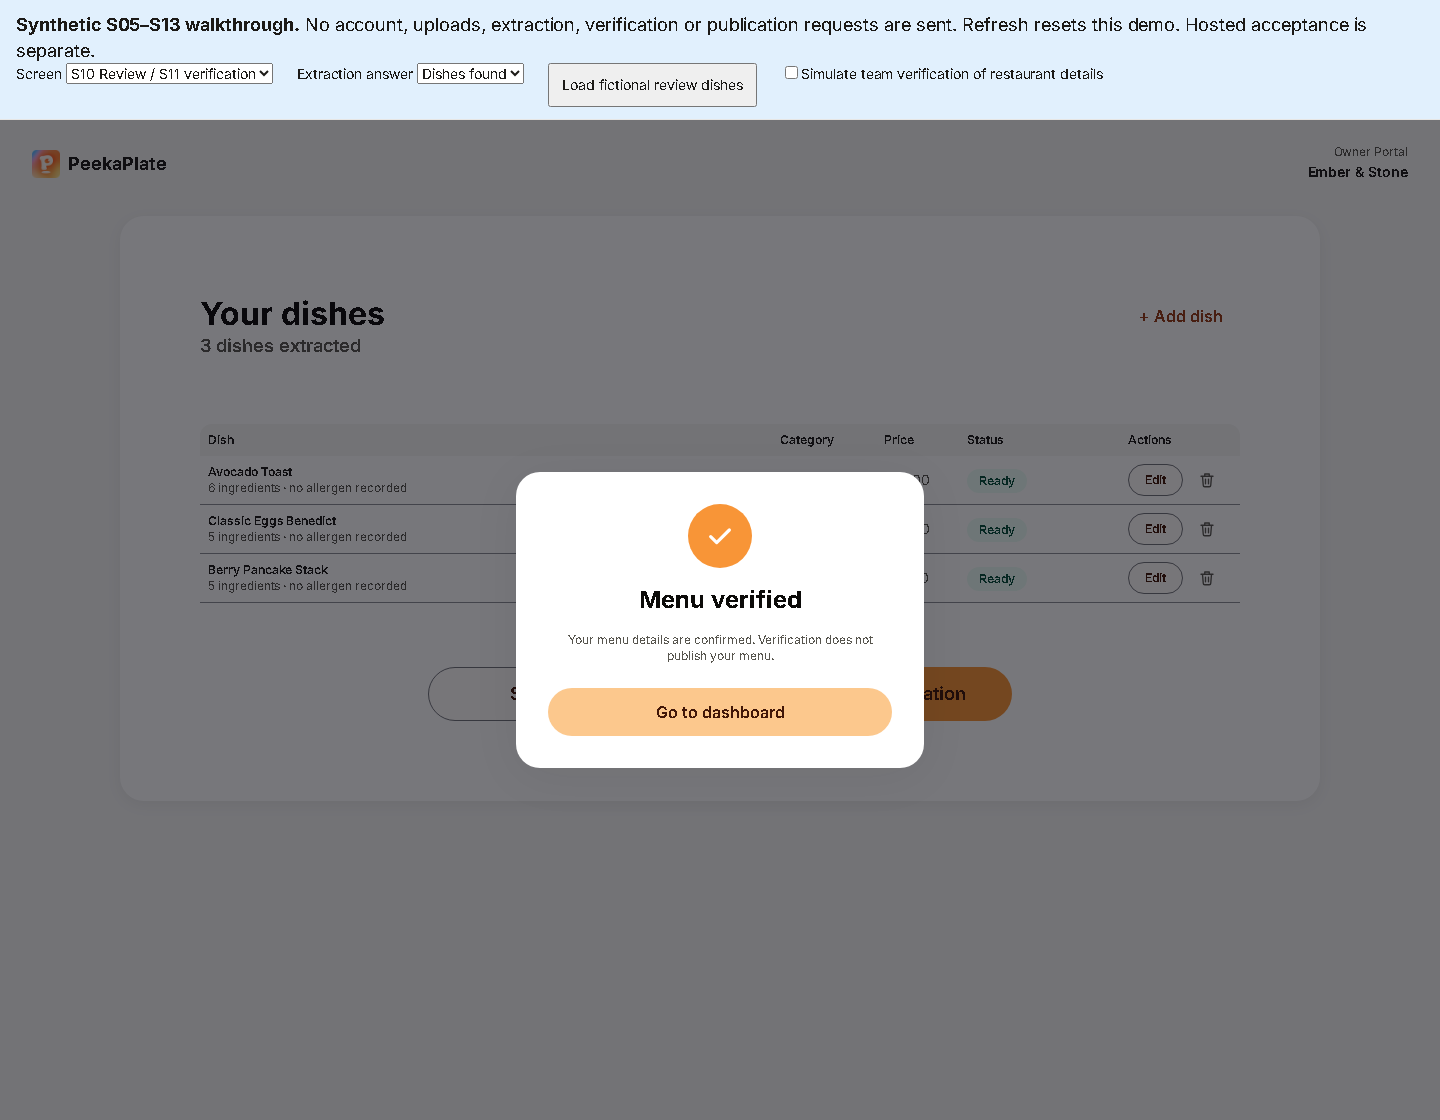 Synthetic S05–S13 walkthrough. No account, uploads, extraction, verification or publication requests are sent. Refresh resets this demo. Hosted acceptance is
separate.
Screen S10 Review / S11 verification Extraction answer Dishes found Load fictional review dishes Simulate team verification of restaurant details
PeekaPlate
Owner Portal
Ember & Stone
Your dishes
+ Add dish
3 dishes extracted
Dish Category Price Status Actions
Avocado Toast
6 ingredients · no allergen recorded
Ready Edit
Classic Eggs Benedict
5 ingredients · no allergen recorded
Ready Edit
Berry Pancake Stack
5 ingredients · no allergen recorded
Ready Edit
Menu verified
Your menu details are confirmed. Verification does not
publish your menu.
Go to dashboard